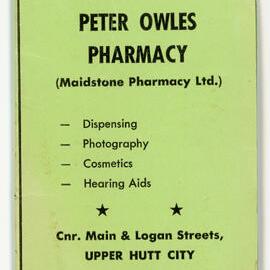 PETER OWLES
PHARMACY
(Maidstone Pharmacy Ltd.)
— Dispensing
— Photography
— Cosmetics
— Hearing Aids
★ ★
Cnr. Main & Logan Streets,
UPPER HUTT CITY